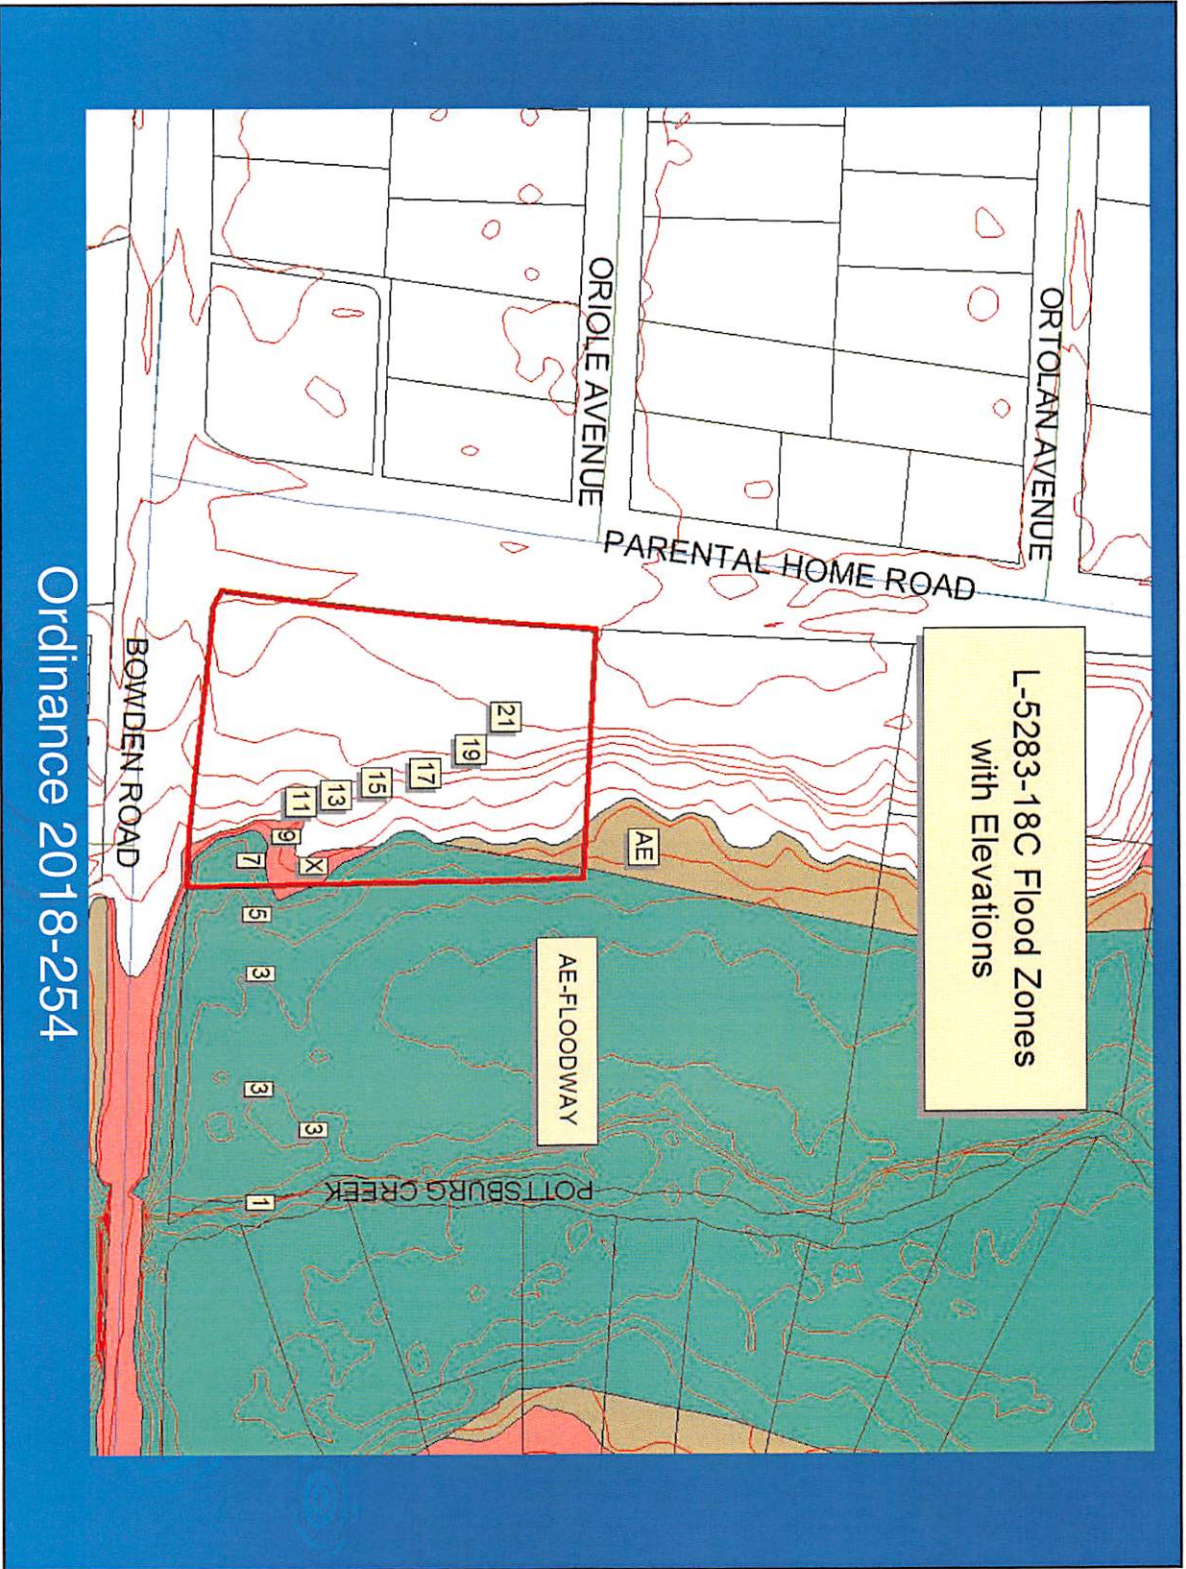 L-5283-18C Flood Zones
with Elevations
ORTOLAN AVENUE
ORIOLE AVENUE
PARENTAL HOME ROAD
BOWDEN ROAD
AE
AE-FLOODWAY
POTTSBURG CREEK
21
19
17
15
13
11
9
X
7
5
3
3
3
1
Ordinance 2018-254